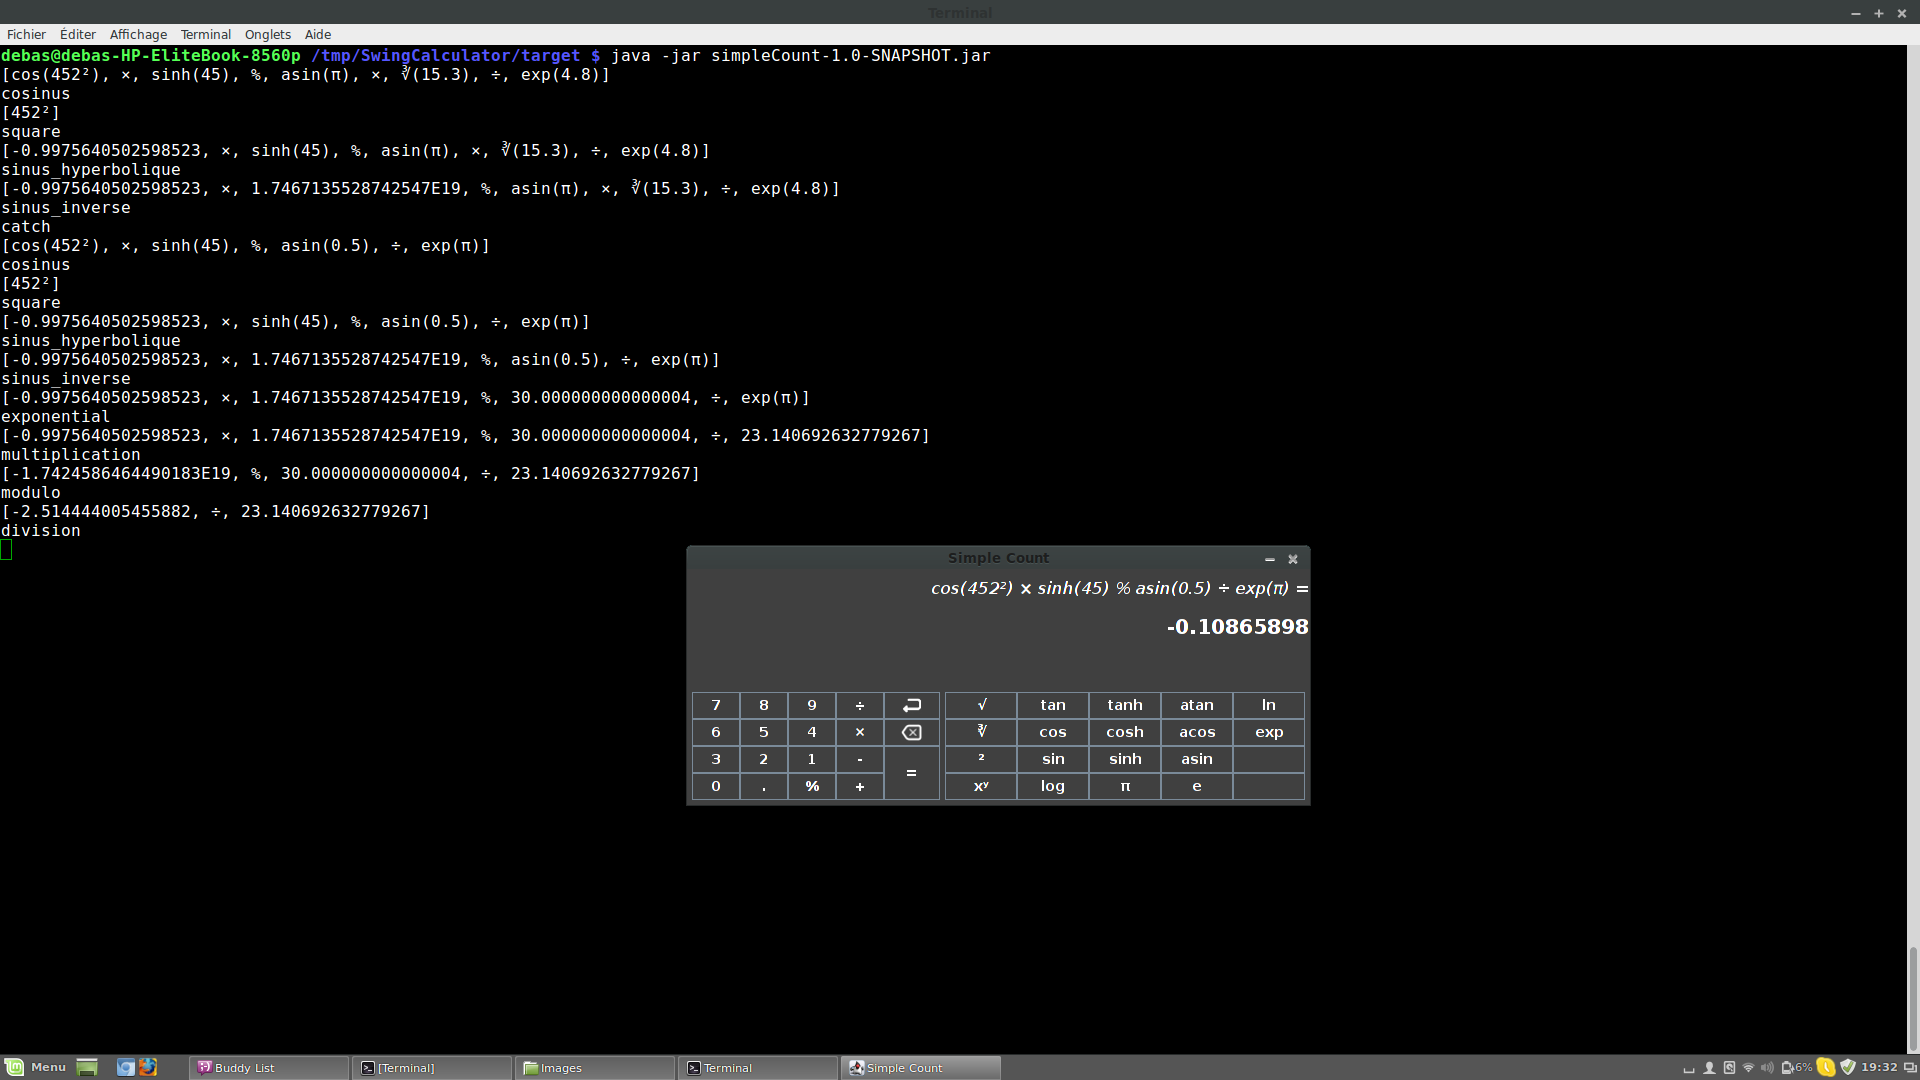 Terminal
Fichier Éditer Affichage Terminal Onglets Aide
debas@debas-HP-EliteBook-8560p /tmp/SwingCalculator/target $ java -jar simpleCount-1.0-SNAPSHOT.jar
[cos(452²), ×, sinh(45), %, asin(π), ×, ∛(15.3), ÷, exp(4.8)]
cosinus
[452²]
square
[-0.9975640502598523, ×, sinh(45), %, asin(π), ×, ∛(15.3), ÷, exp(4.8)]
sinus_hyperbolique
[-0.9975640502598523, ×, 1.7467135528742547E19, %, asin(π), ×, ∛(15.3), ÷, exp(4.8)]
sinus_inverse
catch
[cos(452²), ×, sinh(45), %, asin(0.5), ÷, exp(π)]
cosinus
[452²]
square
[-0.9975640502598523, ×, sinh(45), %, asin(0.5), ÷, exp(π)]
sinus_hyperbolique
[-0.9975640502598523, ×, 1.7467135528742547E19, %, asin(0.5), ÷, exp(π)]
sinus_inverse
[-0.9975640502598523, ×, 1.7467135528742547E19, %, 30.000000000000004, ÷, exp(π)]
exponential
[-0.9975640502598523, ×, 1.7467135528742547E19, %, 30.000000000000004, ÷, 23.140692632779267]
multiplication
[-1.7424586464490183E19, %, 30.000000000000004, ÷, 23.140692632779267]
modulo
[-2.514444005455882, ÷, 23.140692632779267]
division
Simple Count
cos(452²) × sinh(45) % asin(0.5) ÷ exp(π) =
-0.10865898
7 8 9 ÷ √ tan tanh atan ln
6 5 4 × ∛ cos cosh acos exp
3 2 1 - = ² sin sinh asin
0 . % + xʸ log π e
Menu Buddy List [Terminal] Images Terminal Simple Count 6% 19:32